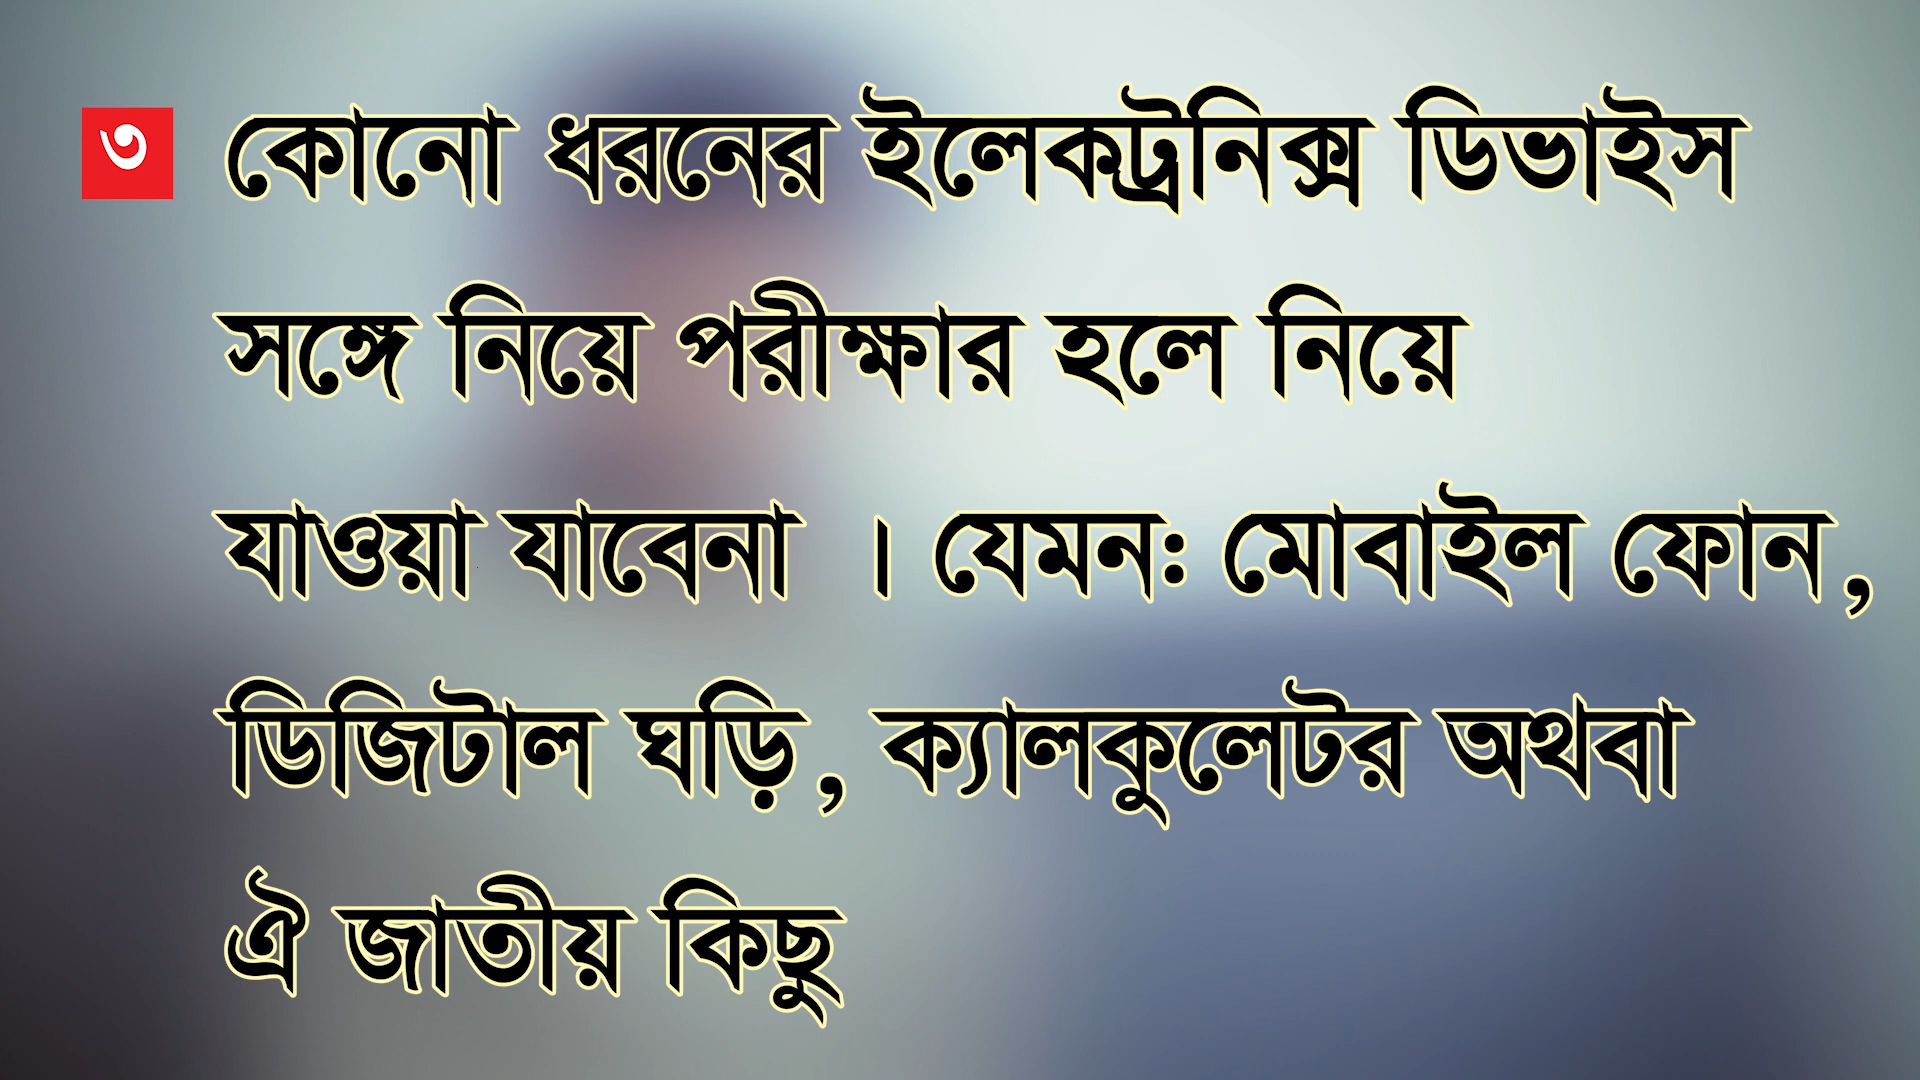 ৩ কোনো ধরনের ইলেকট্রনিক্স ডিভাইস
সঙ্গে নিয়ে পরীক্ষার হলে নিয়ে
যাওয়া যাবেনা । যেমনঃ মোবাইল ফোন,
ডিজিটাল ঘড়ি, ক্যালকুলেটর অথবা
ঐ জাতীয় কিছু